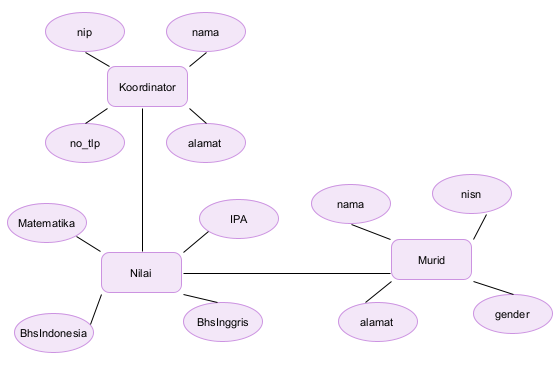 nip
nama
Koordinator
no_tlp
alamat
Matematika
IPA
nama
nisn
Nilai
Murid
BhsIndonesia
BhsInggris
alamat
gender